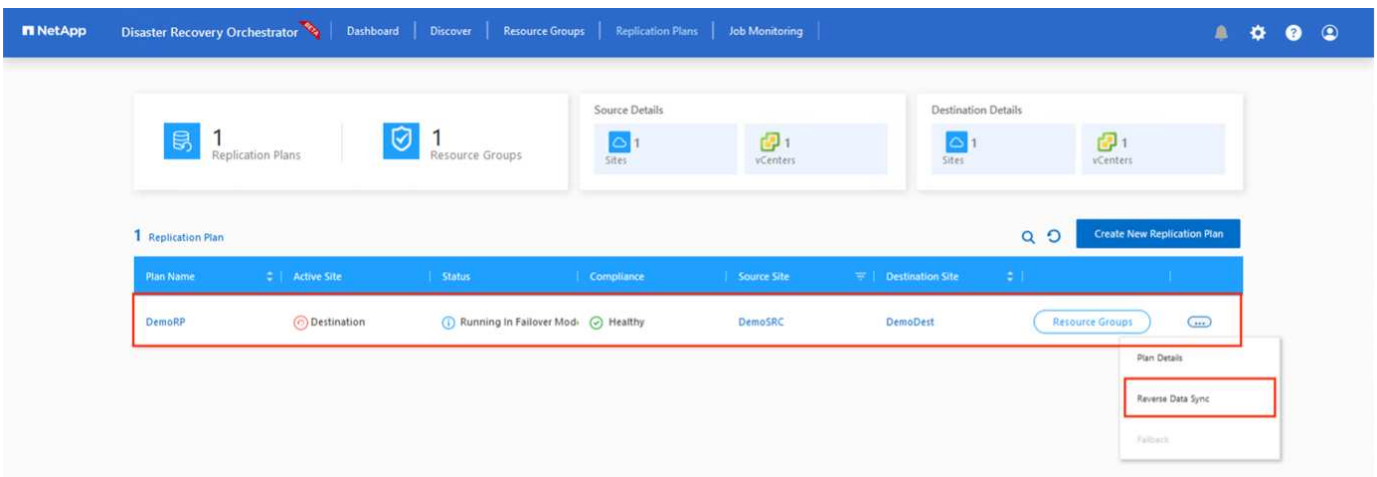 NetApp Disaster Recovery Orchestrator BETA Dashboard Discover Resource Groups Replication Plans Job Monitoring
1 Replication Plans
1 Resource Groups
Source Details
1 Sites
1 vCenters
Destination Details
1 Sites
1 vCenters
1 Replication Plan
Create New Replication Plan
Plan Name Active Site Status Compliance Source Site Destination Site
DemoRP Destination Running In Failover Mod Healthy DemoSRC DemoDest Resource Groups ...
Plan Details
Reverse Data Sync
Failback